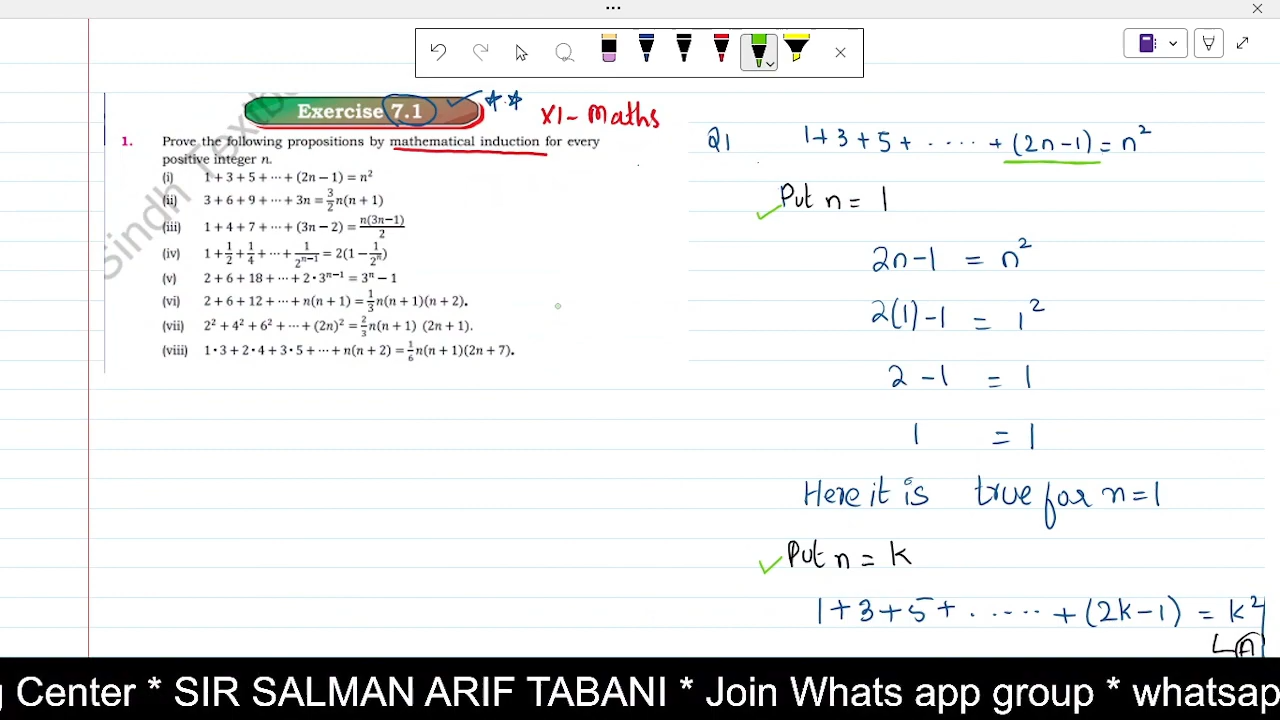 Exercise 7.1
XI - Maths
1. Prove the following propositions by mathematical induction for every
positive integer n.
(i) 1 + 3 + 5 + ⋯ + (2n − 1) = n²
(ii) 3 + 6 + 9 + ⋯ + 3n = 3/2 n(n + 1)
(iii) 1 + 4 + 7 + ⋯ + (3n − 2) = n(3n−1)/2
(iv) 1 + 1/2 + 1/4 + ⋯ + 1/2ⁿ⁻¹ = 2(1 − 1/2ⁿ)
(v) 2 + 6 + 18 + ⋯ + 2 • 3ⁿ⁻¹ = 3ⁿ − 1
(vi) 2 + 6 + 12 + ⋯ + n(n + 1) = 1/3 n(n + 1)(n + 2).
(vii) 2² + 4² + 6² + ⋯ + (2n)² = 2/3 n(n + 1) (2n + 1).
(viii) 1 • 3 + 2 • 4 + 3 • 5 + ⋯ + n(n + 2) = 1/6 n(n + 1)(2n + 7).
Sindh Textb
Q1 1 + 3 + 5 + ...... + (2n − 1) = n²
Put n = 1
2n − 1 = n²
2(1) − 1 = 1²
2 − 1 = 1
1 = 1
Here it is true for n = 1
Put n = k
1 + 3 + 5 + ...... + (2k − 1) = k²
A
g Center * SIR SALMAN ARIF TABANI * Join Whats app group * whatsap